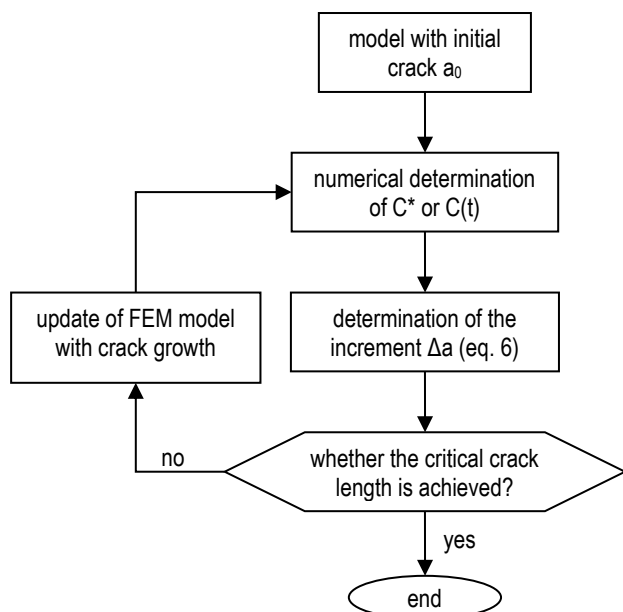 model with initial
crack a₀
numerical determination
of C* or C(t)
update of FEM model
with crack growth
determination of the
increment Δa (eq. 6)
no
whether the critical crack
length is achieved?
yes
end